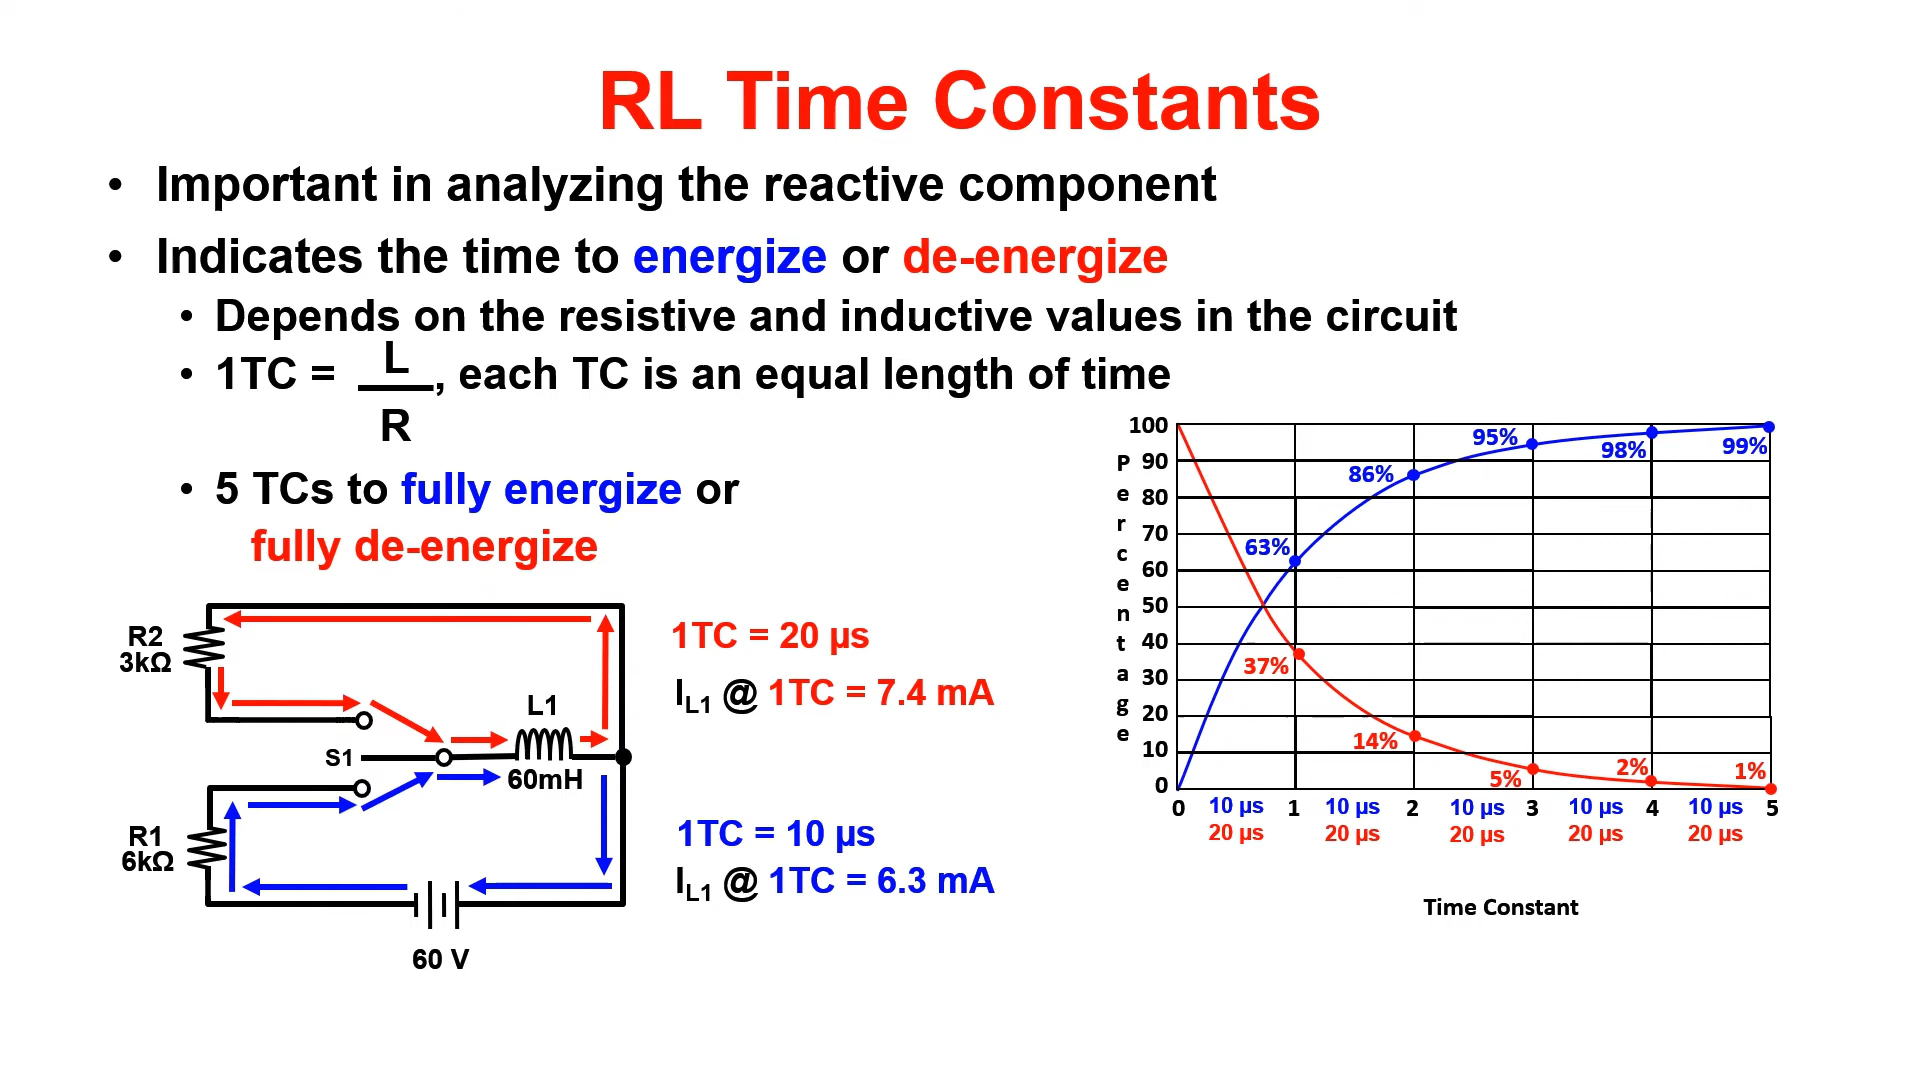 RL Time Constants
• Important in analyzing the reactive component
• Indicates the time to energize or de-energize
• Depends on the resistive and inductive values in the circuit
• 1TC = L/R, each TC is an equal length of time
• 5 TCs to fully energize or
fully de-energize
R2
3kΩ
S1
L1
60mH
R1
6kΩ
60 V
1TC = 20 µs
IL1 @ 1TC = 7.4 mA
1TC = 10 µs
IL1 @ 1TC = 6.3 mA
Percentage
100
90
80
70
60
50
40
30
20
10
0
63%
86%
95%
98%
99%
37%
14%
5%
2%
1%
0 10 µs 1 10 µs 2 10 µs 3 10 µs 4 10 µs 5
20 µs 20 µs 20 µs 20 µs 20 µs
Time Constant